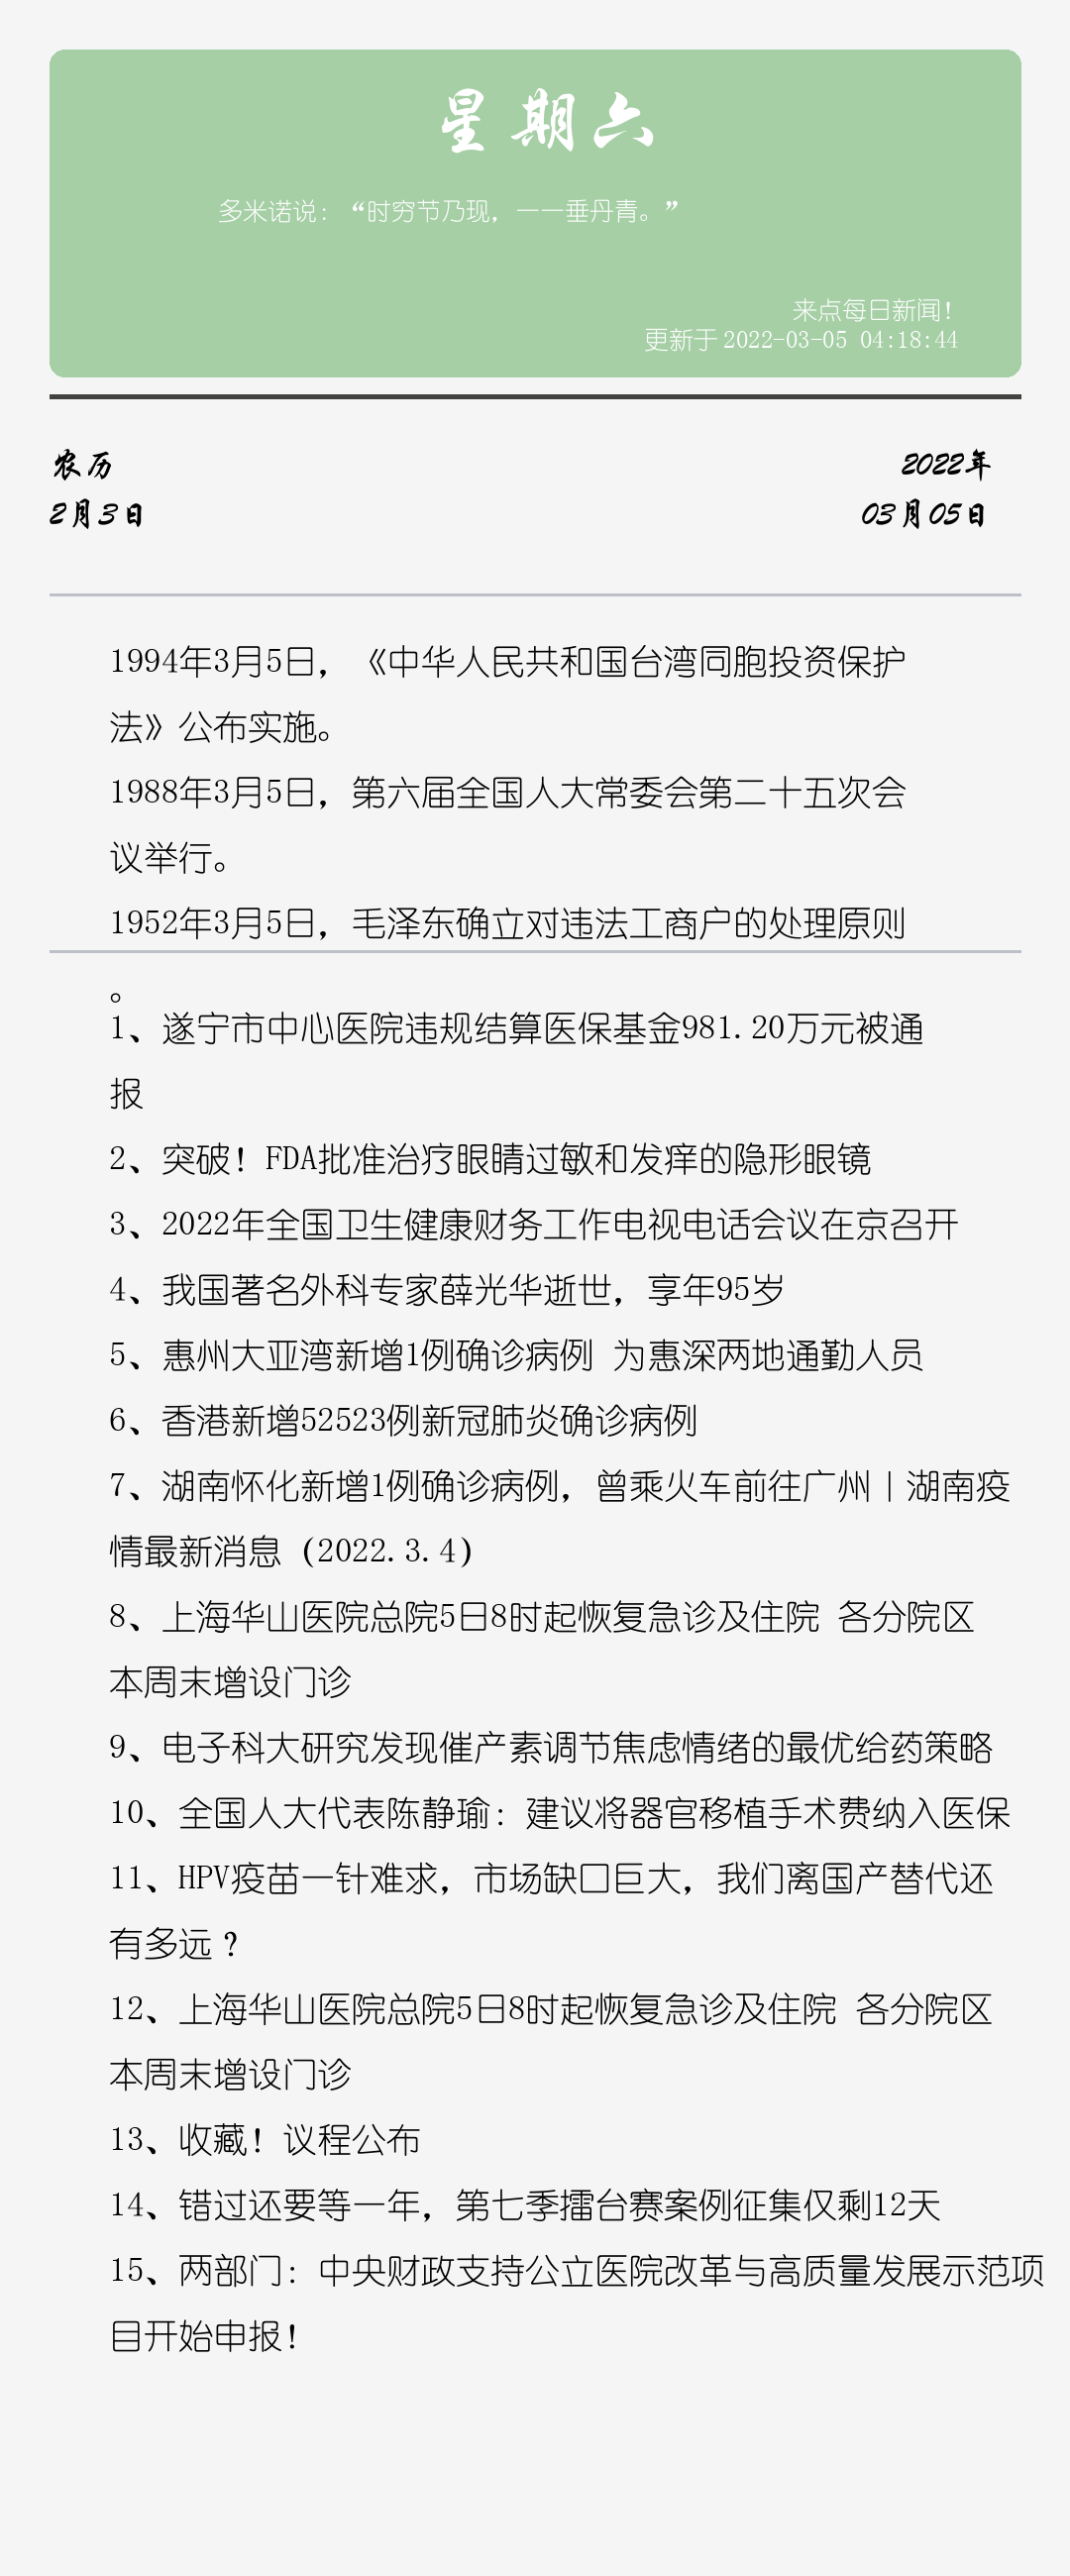 星期六
多米诺说：“时穷节乃现，一一垂丹青。”
来点每日新闻！
更新于 2022-03-05 04:18:44
农历
2022年
2月3日
03月05日
1994年3月5日，《中华人民共和国台湾同胞投资保护
法》公布实施。
1988年3月5日，第六届全国人大常委会第二十五次会
议举行。
1952年3月5日，毛泽东确立对违法工商户的处理原则
。
1、遂宁市中心医院违规结算医保基金981.20万元被通
报
2、突破！FDA批准治疗眼睛过敏和发痒的隐形眼镜
3、2022年全国卫生健康财务工作电视电话会议在京召开
4、我国著名外科专家薛光华逝世，享年95岁
5、惠州大亚湾新增1例确诊病例 为惠深两地通勤人员
6、香港新增52523例新冠肺炎确诊病例
7、湖南怀化新增1例确诊病例，曾乘火车前往广州丨湖南疫
情最新消息（2022.3.4）
8、上海华山医院总院5日8时起恢复急诊及住院 各分院区
本周末增设门诊
9、电子科大研究发现催产素调节焦虑情绪的最优给药策略
10、全国人大代表陈静瑜：建议将器官移植手术费纳入医保
11、HPV疫苗一针难求，市场缺口巨大，我们离国产替代还
有多远？
12、上海华山医院总院5日8时起恢复急诊及住院 各分院区
本周末增设门诊
13、收藏！议程公布
14、错过还要等一年，第七季擂台赛案例征集仅剩12天
15、两部门：中央财政支持公立医院改革与高质量发展示范项
目开始申报！